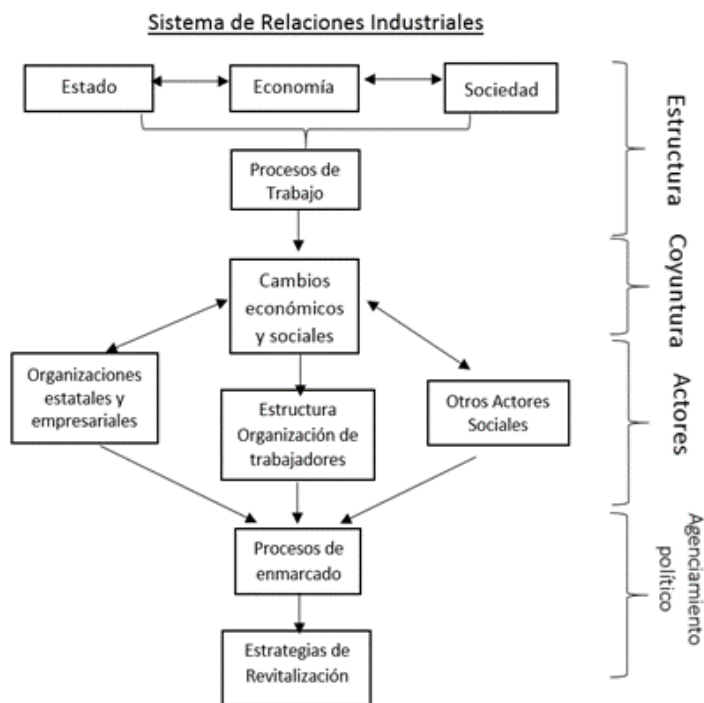 Sistema de Relaciones Industriales
Estado
Economía
Sociedad
Procesos de
Trabajo
Estructura
Cambios
económicos
y sociales
Coyuntura
Organizaciones
estatales y
empresariales
Estructura
Organización de
trabajadores
Otros Actores
Sociales
Actores
Procesos de
enmarcado
Estrategias de
Revitalización
Agenciamiento
político